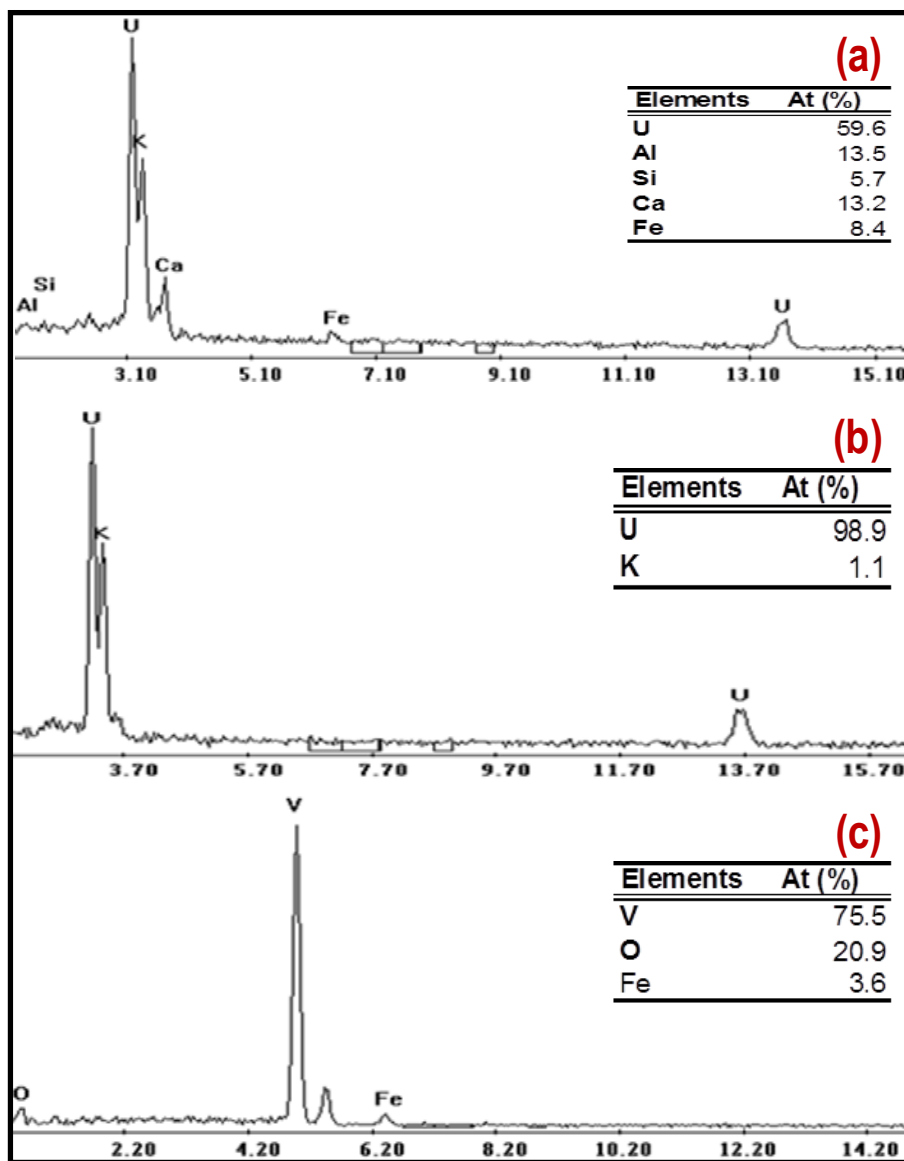 U
(a)
Elements At (%)
U 59.6
Al 13.5
Si 5.7
Ca 13.2
Fe 8.4
K
Ca
Si
Al
Fe
U
3.10 5.10 7.10 9.10 11.10 13.10 15.10
U
(b)
Elements At (%)
U 98.9
K 1.1
K
U
3.70 5.70 7.70 9.70 11.70 13.70 15.70
V
(c)
Elements At (%)
V 75.5
O 20.9
Fe 3.6
O
Fe
2.20 4.20 6.20 8.20 10.20 12.20 14.20